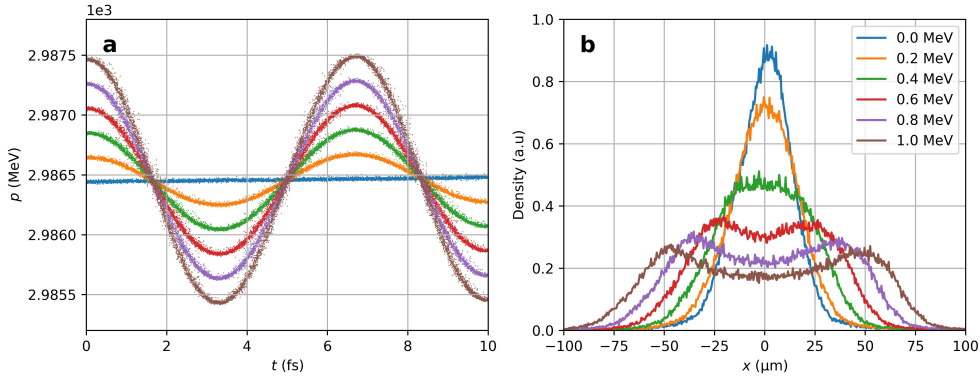 1e3
a
2.9875
2.9870
2.9865
2.9860
2.9855
p (MeV)
0 2 4 6 8 10
t (fs)
b
1.0
0.8
0.6
0.4
0.2
0.0
Density (a.u)
0.0 MeV
0.2 MeV
0.4 MeV
0.6 MeV
0.8 MeV
1.0 MeV
−100 −75 −50 −25 0 25 50 75 100
x (μm)